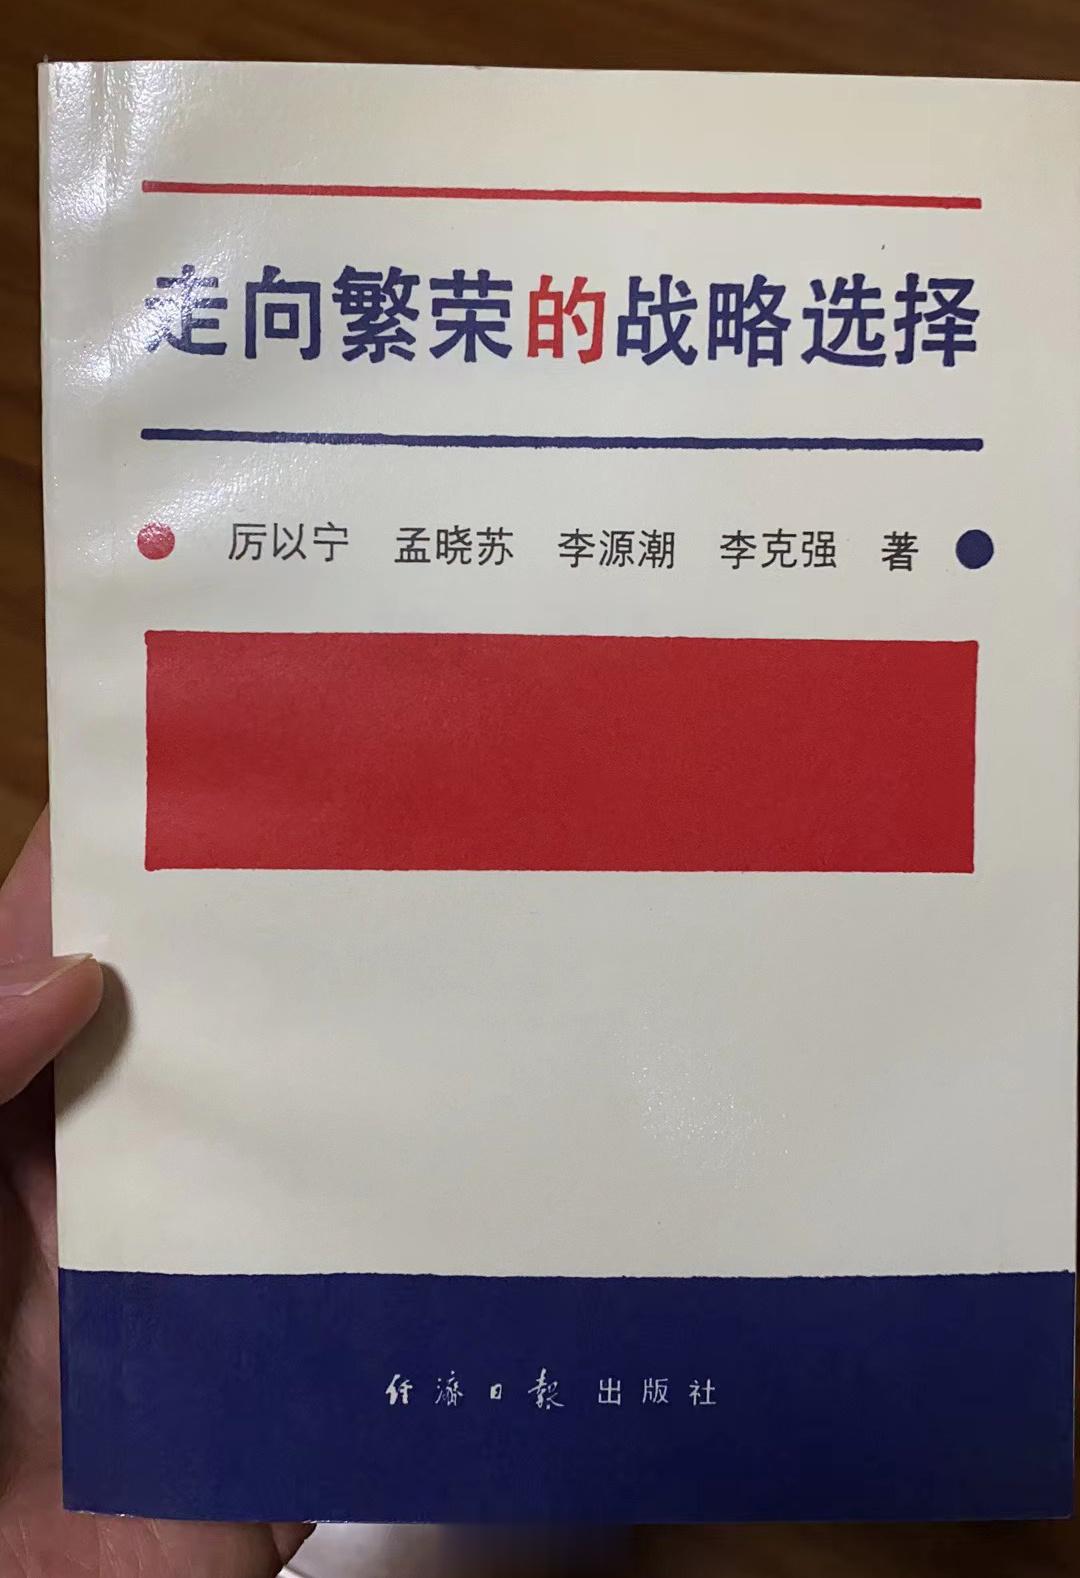 走向繁荣的战略选择
厉以宁 孟晓苏 李源潮 李克强 著
经济日报出版社